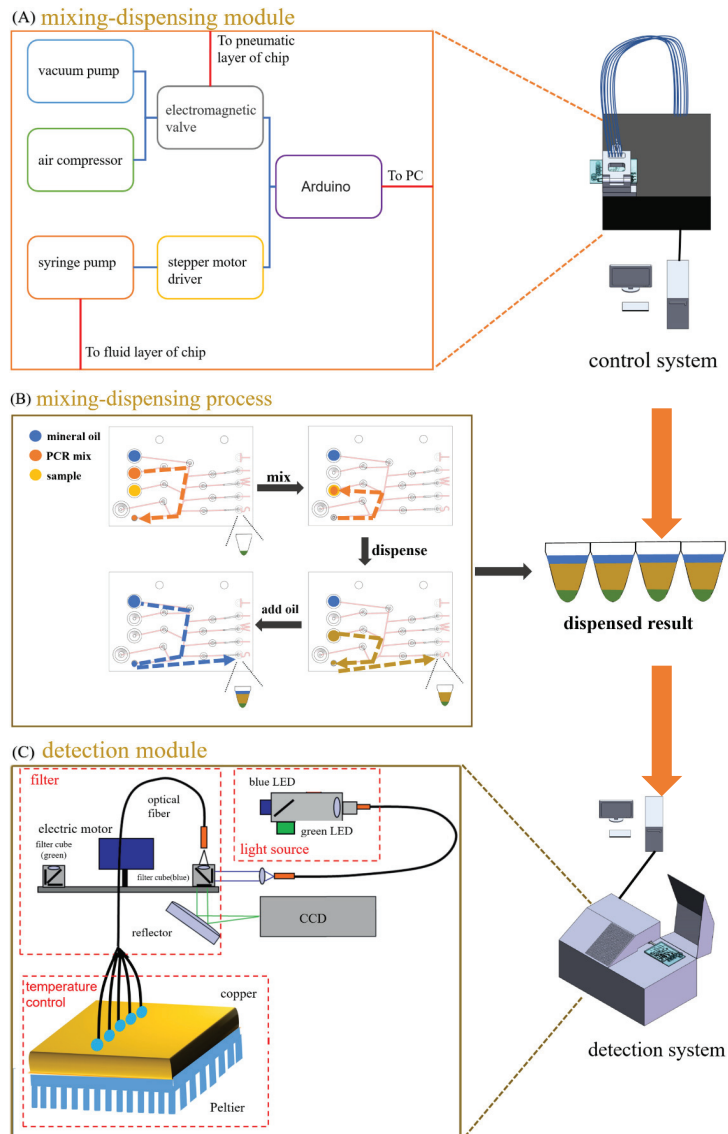 (A) mixing-dispensing module
To pneumatic
layer of chip
vacuum pump
electromagnetic
valve
air compressor
Arduino
To PC
syringe pump
stepper motor
driver
To fluid layer of chip
control system
(B) mixing-dispensing process
mineral oil
PCR mix
sample
mix
dispense
add oil
dispensed result
(C) detection module
filter
optical
fiber
blue LED
green LED
light source
electric motor
filter cube
(green)
filter cube(blue)
reflector
CCD
temperature
control
copper
Peltier
detection system